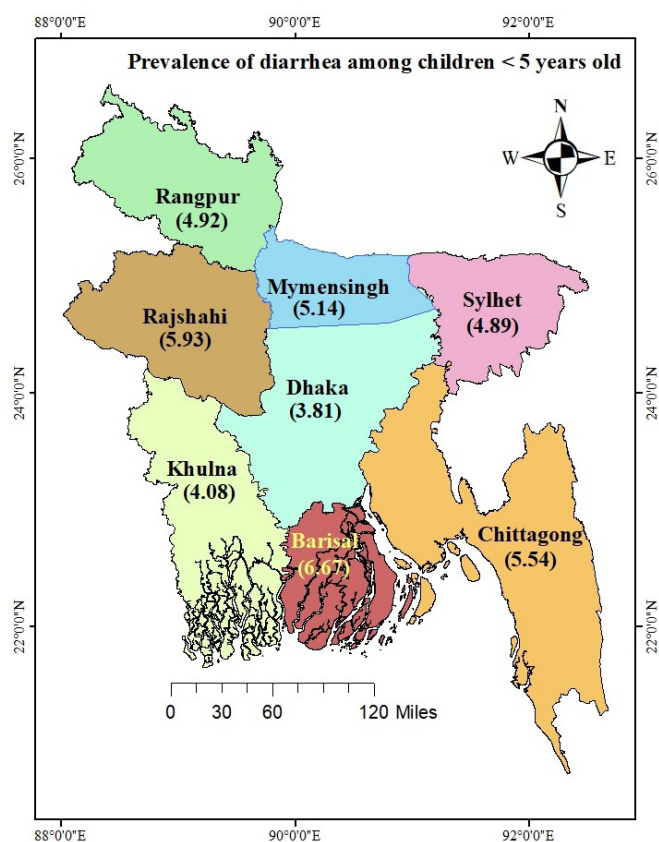 88°0'0"E 90°0'0"E 92°0'0"E
Prevalence of diarrhea among children < 5 years old
N
W E
S
26°0'0"N 26°0'0"N
Rangpur
(4.92)
Mymensingh
(5.14)
Sylhet
(4.89)
Rajshahi
(5.93)
24°0'0"N 24°0'0"N
Dhaka
(3.81)
Khulna
(4.08)
Barisal
(6.67)
Chittagong
(5.54)
22°0'0"N 22°0'0"N
0 30 60 120 Miles
88°0'0"E 90°0'0"E 92°0'0"E